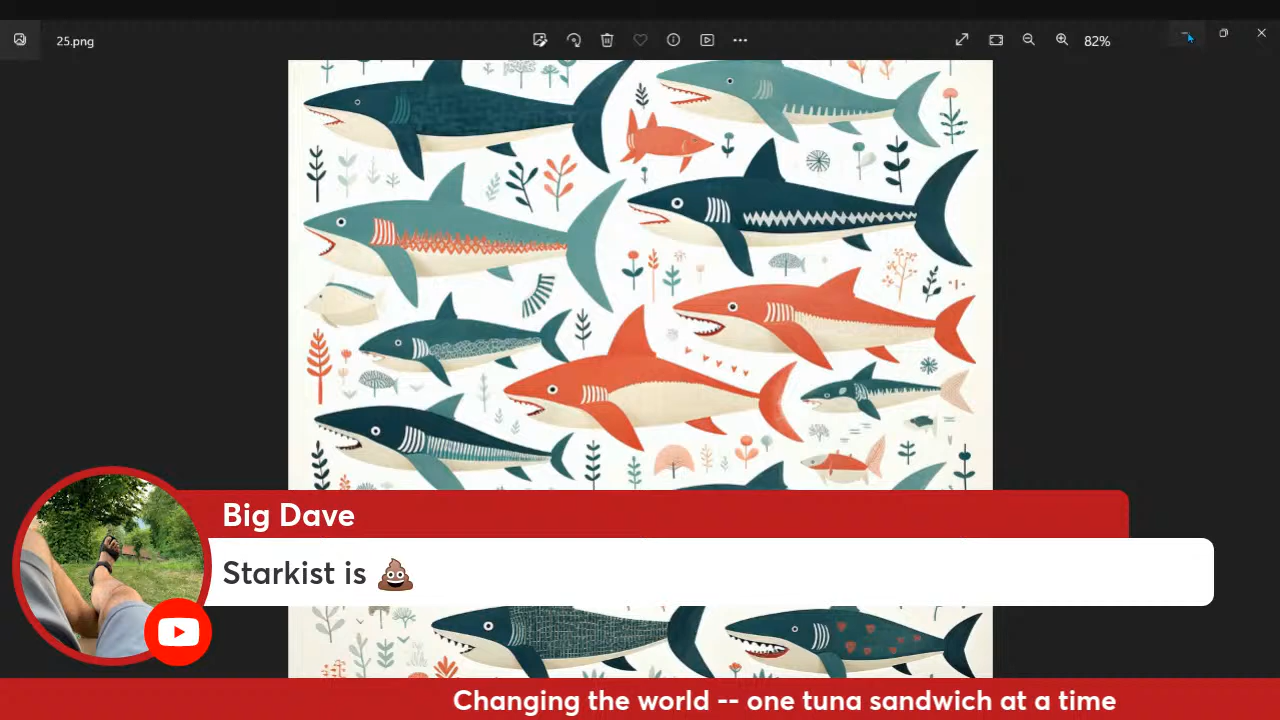 25.png
82%
Big Dave
Starkist is 💩
Changing the world -- one tuna sandwich at a time